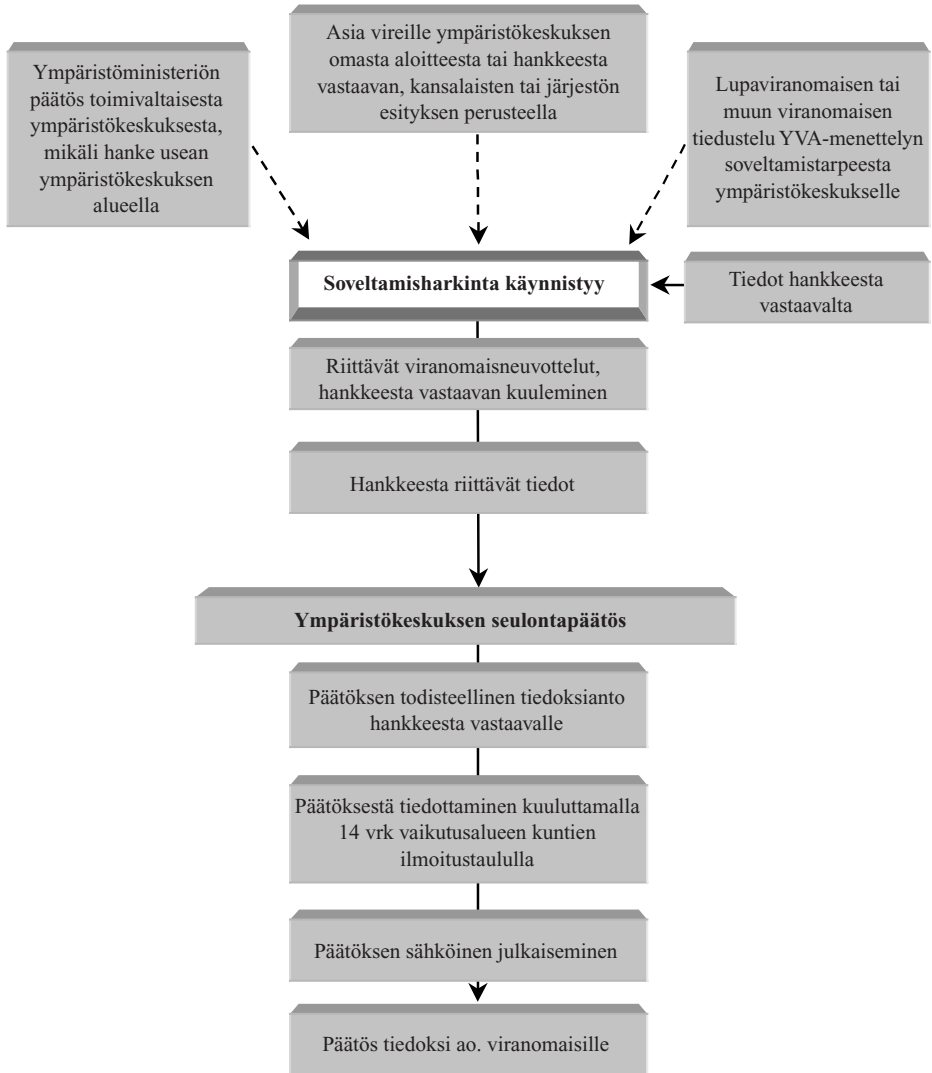 Ympäristöministeriön
päätös toimivaltaisesta
ympäristökeskuksesta,
mikäli hanke usean
ympäristökeskuksen
alueella
Asia vireille ympäristökeskuksen
omasta aloitteesta tai hankkeesta
vastaavan, kansalaisten tai järjestön
esityksen perusteella
Lupaviranomaisen tai
muun viranomaisen
tiedustelu YVA-menettelyn
soveltamistarpeesta
ympäristökeskukselle
Soveltamisharkinta käynnistyy
Tiedot hankkeesta
vastaavalta
Riittävät viranomaisneuvottelut,
hankkeesta vastaavan kuuleminen
Hankkeesta riittävät tiedot
Ympäristökeskuksen seulontapäätös
Päätöksen todisteellinen tiedoksianto
hankkeesta vastaavalle
Päätöksestä tiedottaminen kuuluttamalla
14 vrk vaikutusalueen kuntien
ilmoitustaululla
Päätöksen sähköinen julkaiseminen
Päätös tiedoksi ao. viranomaisille